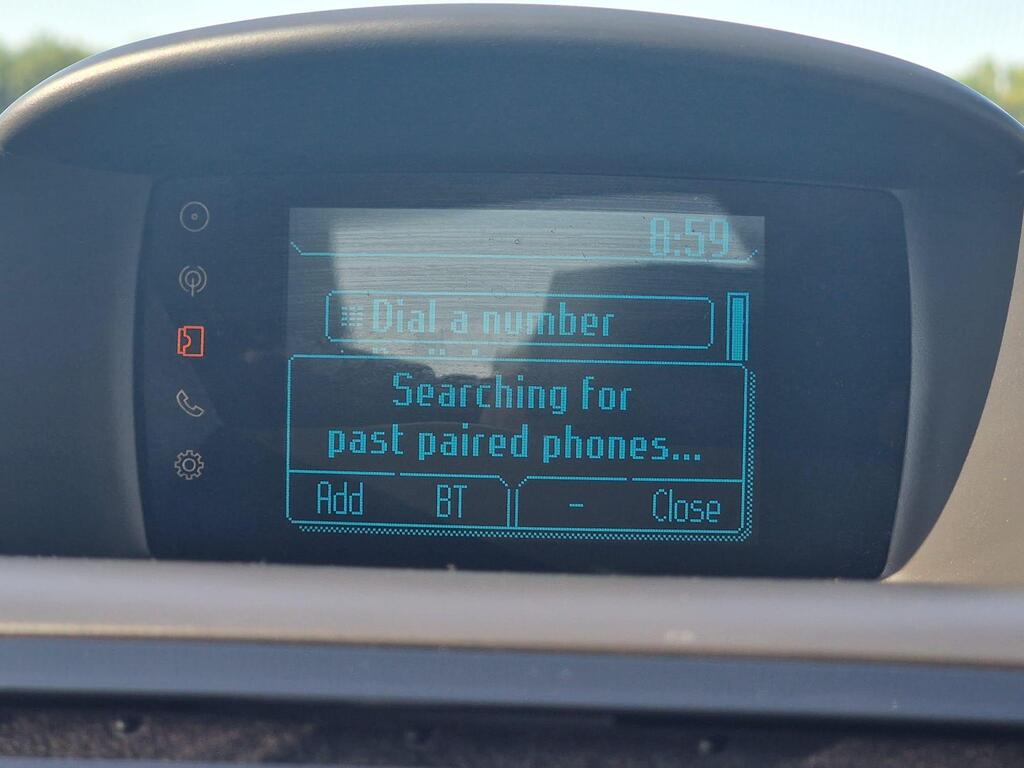 8:59
Dial a number
Searching for
past paired phones...
Add BT - Close